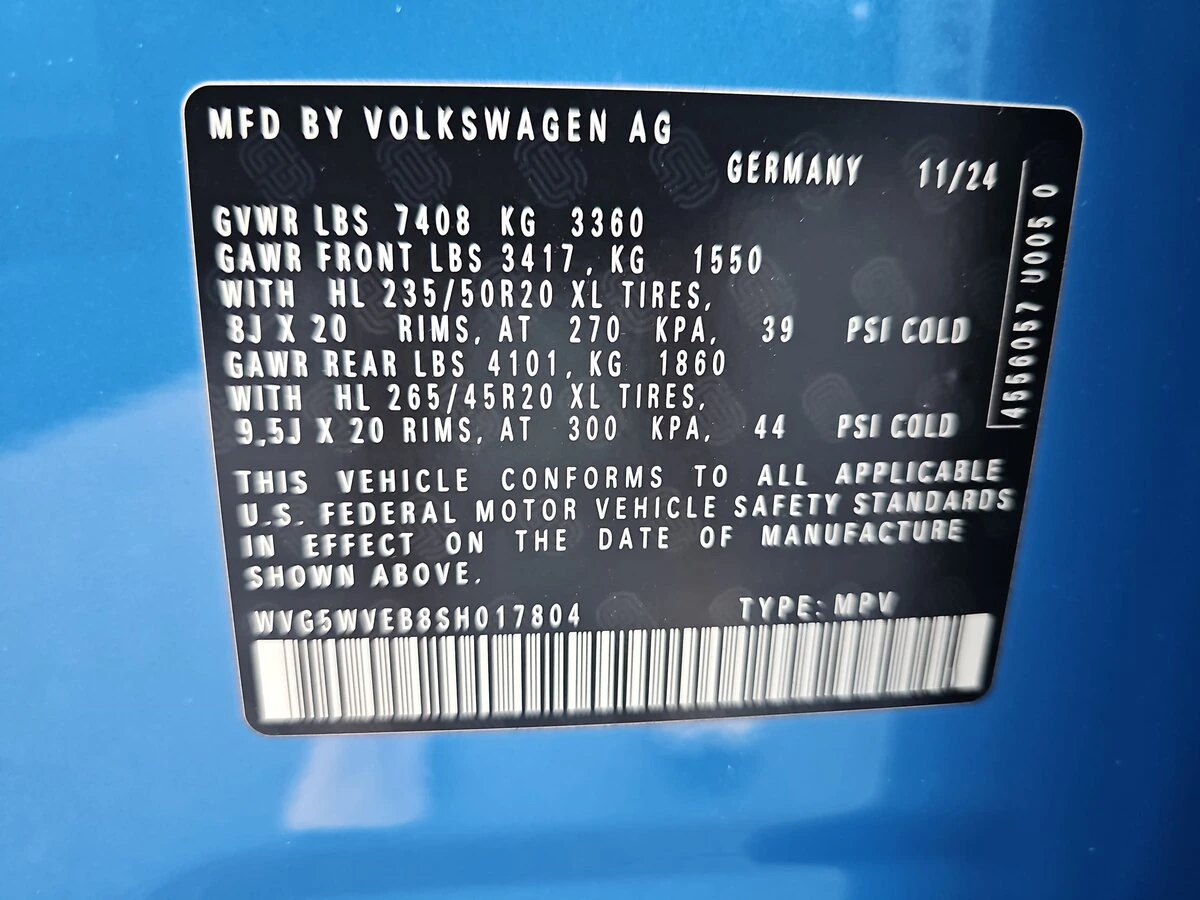 MFD BY VOLKSWAGEN AG
GERMANY 11/24
GVWR LBS 7408 KG 3360
GAWR FRONT LBS 3417, KG 1550
WITH HL 235/50R20 XL TIRES,
8J X 20 RIMS, AT 270 KPA, 39 PSI COLD
GAWR REAR LBS 4101, KG 1860
WITH HL 265/45R20 XL TIRES,
9,5J X 20 RIMS, AT 300 KPA, 44 PSI COLD
THIS VEHICLE CONFORMS TO ALL APPLICABLE
U.S. FEDERAL MOTOR VEHICLE SAFETY STANDARDS
IN EFFECT ON THE DATE OF MANUFACTURE
SHOWN ABOVE.
WVG5WVEB8SH017804 TYPE: MPV
4556057 U005 0